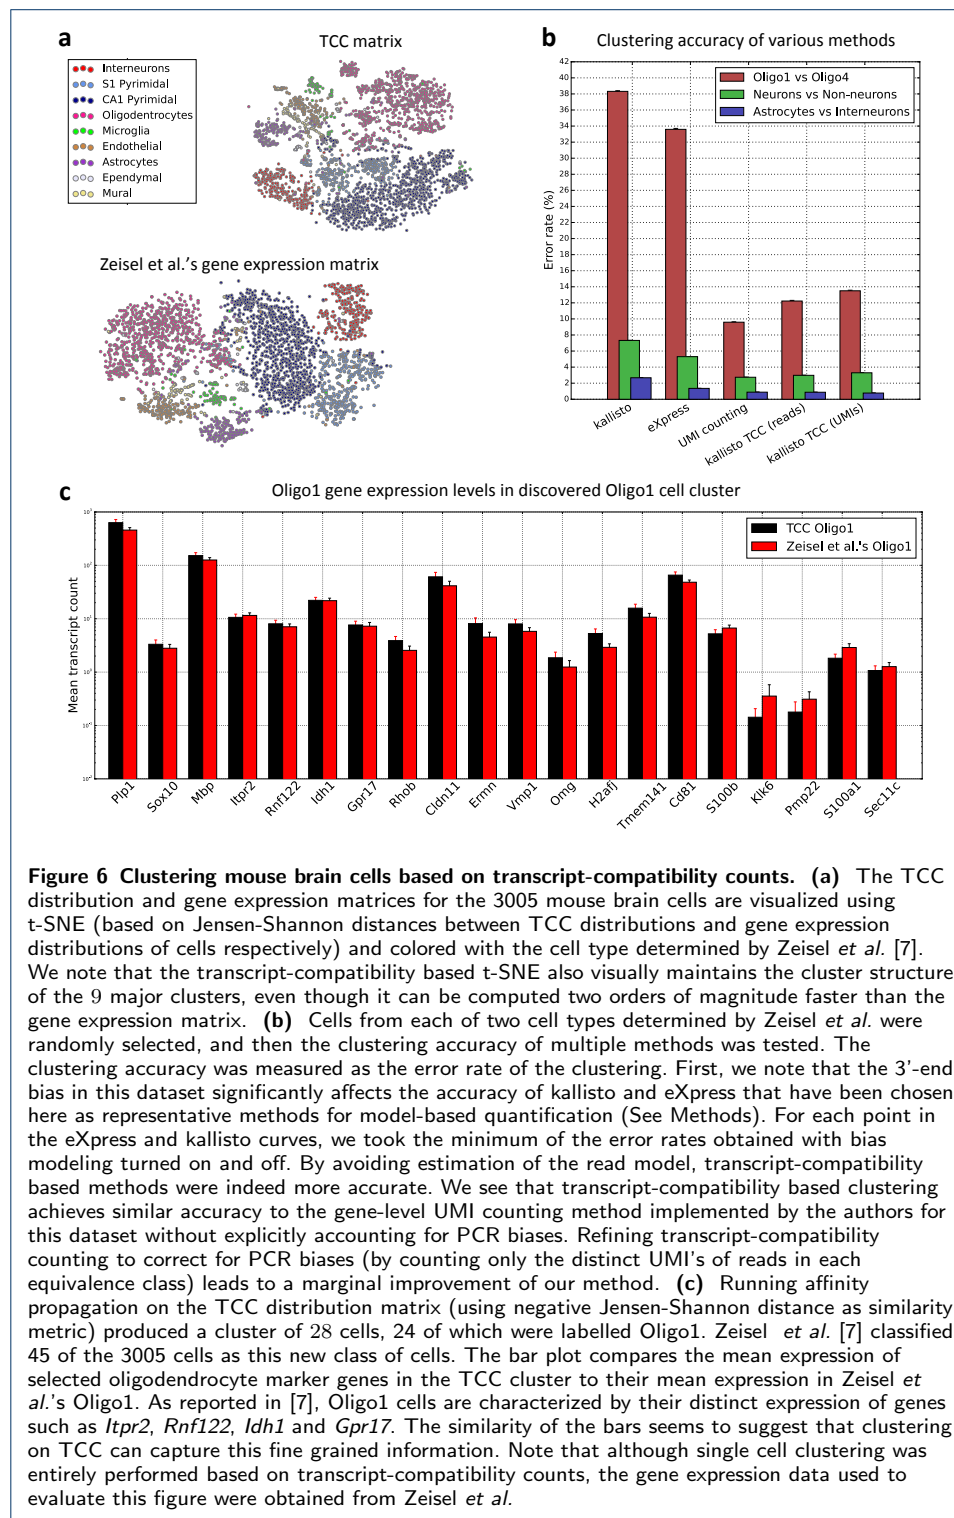 a
TCC matrix
Interneurons
S1 Pyrimidal
CA1 Pyrimidal
Oligodentrocytes
Microglia
Endothelial
Astrocytes
Ependymal
Mural
Zeisel et al.'s gene expression matrix
b
Clustering accuracy of various methods
Error rate (%)
42
40
38
36
34
32
30
28
26
24
22
20
18
16
14
12
10
8
6
4
2
0
Oligo1 vs Oligo4
Neurons vs Non-neurons
Astrocytes vs Interneurons
kallisto
eXpress
UMI counting
kallisto TCC (reads)
kallisto TCC (UMIs)
c
Oligo1 gene expression levels in discovered Oligo1 cell cluster
Mean transcript count
TCC Oligo1
Zeisel et al.'s Oligo1
Plp1
Sox10
Mbp
Itpr2
Rnf122
Idh1
Gpr17
Rhob
Cldn11
Ermn
Vmp1
Omg
H2afj
Tmem141
Cd81
S100b
Klk6
Pmp22
S100a1
Sec11c
Figure 6 Clustering mouse brain cells based on transcript-compatibility counts. (a) The TCC
distribution and gene expression matrices for the 3005 mouse brain cells are visualized using
t-SNE (based on Jensen-Shannon distances between TCC distributions and gene expression
distributions of cells respectively) and colored with the cell type determined by Zeisel et al. [7].
We note that the transcript-compatibility based t-SNE also visually maintains the cluster structure
of the 9 major clusters, even though it can be computed two orders of magnitude faster than the
gene expression matrix. (b) Cells from each of two cell types determined by Zeisel et al. were
randomly selected, and then the clustering accuracy of multiple methods was tested. The
clustering accuracy was measured as the error rate of the clustering. First, we note that the 3'-end
bias in this dataset significantly affects the accuracy of kallisto and eXpress that have been chosen
here as representative methods for model-based quantification (See Methods). For each point in
the eXpress and kallisto curves, we took the minimum of the error rates obtained with bias
modeling turned on and off. By avoiding estimation of the read model, transcript-compatibility
based methods were indeed more accurate. We see that transcript-compatibility based clustering
achieves similar accuracy to the gene-level UMI counting method implemented by the authors for
this dataset without explicitly accounting for PCR biases. Refining transcript-compatibility
counting to correct for PCR biases (by counting only the distinct UMI's of reads in each
equivalence class) leads to a marginal improvement of our method. (c) Running affinity
propagation on the TCC distribution matrix (using negative Jensen-Shannon distance as similarity
metric) produced a cluster of 28 cells, 24 of which were labelled Oligo1. Zeisel et al. [7] classified
45 of the 3005 cells as this new class of cells. The bar plot compares the mean expression of
selected oligodendrocyte marker genes in the TCC cluster to their mean expression in Zeisel et
al.'s Oligo1. As reported in [7], Oligo1 cells are characterized by their distinct expression of genes
such as Itpr2, Rnf122, Idh1 and Gpr17. The similarity of the bars seems to suggest that clustering
on TCC can capture this fine grained information. Note that although single cell clustering was
entirely performed based on transcript-compatibility counts, the gene expression data used to
evaluate this figure were obtained from Zeisel et al.